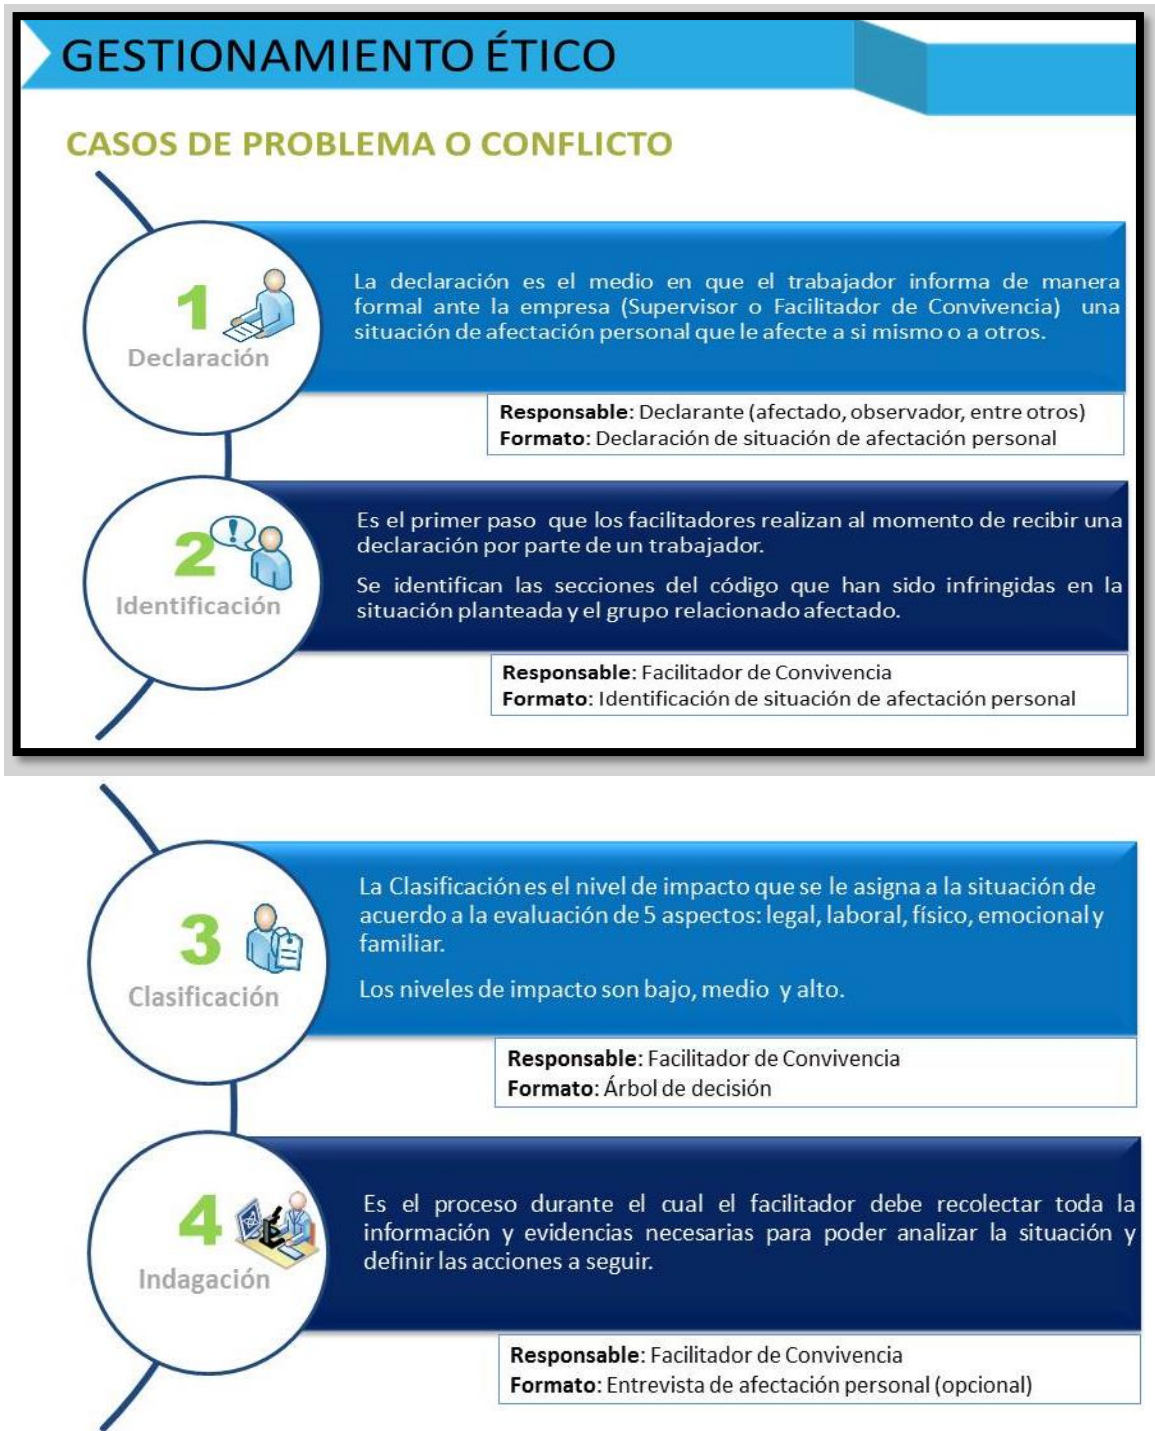 GESTIONAMIENTO ÉTICO
CASOS DE PROBLEMA O CONFLICTO
1
Declaración
La declaración es el medio en que el trabajador informa de manera
formal ante la empresa (Supervisor o Facilitador de Convivencia) una
situación de afectación personal que le afecte a si mismo o a otros.
Responsable: Declarante (afectado, observador, entre otros)
Formato: Declaración de situación de afectación personal
2
Identificación
Es el primer paso que los facilitadores realizan al momento de recibir una
declaración por parte de un trabajador.
Se identifican las secciones del código que han sido infringidas en la
situación planteada y el grupo relacionado afectado.
Responsable: Facilitador de Convivencia
Formato: Identificación de situación de afectación personal
3
Clasificación
La Clasificación es el nivel de impacto que se le asigna a la situación de
acuerdo a la evaluación de 5 aspectos: legal, laboral, físico, emocional y
familiar.
Los niveles de impacto son bajo, medio y alto.
Responsable: Facilitador de Convivencia
Formato: Árbol de decisión
4
Indagación
Es el proceso durante el cual el facilitador debe recolectar toda la
información y evidencias necesarias para poder analizar la situación y
definir las acciones a seguir.
Responsable: Facilitador de Convivencia
Formato: Entrevista de afectación personal (opcional)